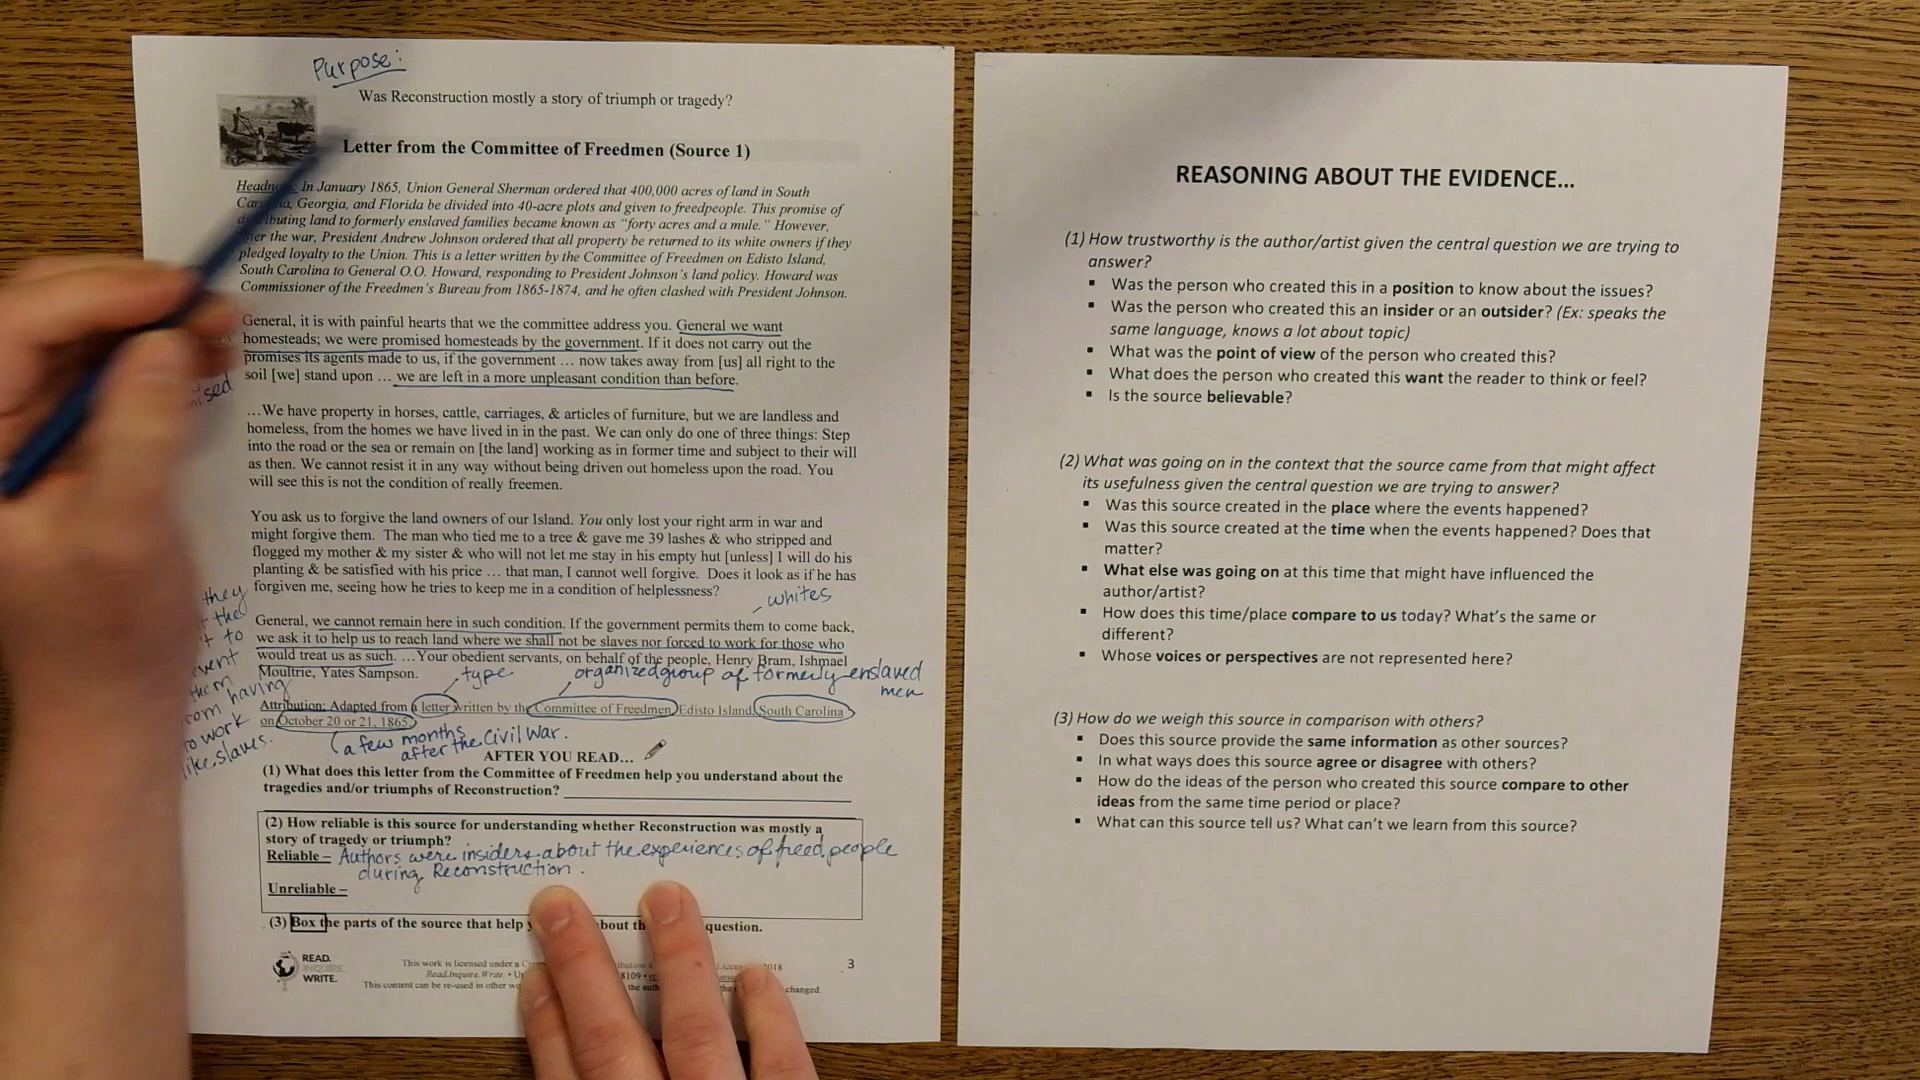 Purpose:
Was Reconstruction mostly a story of triumph or tragedy?
Letter from the Committee of Freedmen (Source 1)
In January 1865, Union General Sherman ordered that 400,000 acres of land in South
Georgia, and Florida be divided into 40-acre plots and given to freedpeople. This promise of
land to formerly enslaved families became known as "forty acres and a mule." However,
the war, President Andrew Johnson ordered that all property be returned to its white owners if they
pledged loyalty to the Union. This is a letter written by the Committee of Freedmen on Edisto Island,
South Carolina to General O.O. Howard, responding to President Johnson's land policy. Howard was
Commissioner of the Freedmen's Bureau from 1865-1874, and he often clashed with President Johnson.
General, it is with painful hearts that we the committee address you. General we want
homesteads; we were promised homesteads by the government. If it does not carry out the
promises its agents made to us, if the government … now takes away from [us] all right to the
soil [we] stand upon … we are left in a more unpleasant condition than before.
…We have property in horses, cattle, carriages, & articles of furniture, but we are landless and
homeless, from the homes we have lived in in the past. We can only do one of three things: Step
into the road or the sea or remain on [the land] working as in former time and subject to their will
as then. We cannot resist it in any way without being driven out homeless upon the road. You
will see this is not the condition of really freemen.
You ask us to forgive the land owners of our Island. You only lost your right arm in war and
might forgive them. The man who tied me to a tree & gave me 39 lashes & who stripped and
flogged my mother & my sister & who will not let me stay in his empty hut [unless] I will do his
planting & be satisfied with his price … that man, I cannot well forgive. Does it look as if he has
forgiven me, seeing how he tries to keep me in a condition of helplessness?
whites
General, we cannot remain here in such condition. If the government permits them to come back,
we ask it to help us to reach land where we shall not be slaves nor forced to work for those who
would treat us as such. …Your obedient servants, on behalf of the people, Henry Bram, Ishmael
Moultrie, Yates Sampson.
they
the
to
them
having
to work
like slaves.
type
organized group of formerly enslaved
men
Attribution: Adapted from a letter written by the Committee of Freedmen Edisto Island, South Carolina
on October 20 or 21, 1865.
a few months
after the Civil War.
AFTER YOU READ…
(1) What does this letter from the Committee of Freedmen help you understand about the
tragedies and/or triumphs of Reconstruction?
(2) How reliable is this source for understanding whether Reconstruction was mostly a
story of tragedy or triumph?
Reliable – Authors were insiders about the experiences of freed people
during Reconstruction.
Unreliable –
(3) Box the parts of the source that help question.
READ.
INQUIRE.
WRITE.
This work is licensed under a
Read.Inquire.Write.
This content can be re-used in other changed.
3
REASONING ABOUT THE EVIDENCE…
(1) How trustworthy is the author/artist given the central question we are trying to
answer?
▪ Was the person who created this in a position to know about the issues?
▪ Was the person who created this an insider or an outsider? (Ex: speaks the
same language, knows a lot about topic)
▪ What was the point of view of the person who created this?
▪ What does the person who created this want the reader to think or feel?
▪ Is the source believable?
(2) What was going on in the context that the source came from that might affect
its usefulness given the central question we are trying to answer?
▪ Was this source created in the place where the events happened?
▪ Was this source created at the time when the events happened? Does that
matter?
▪ What else was going on at this time that might have influenced the
author/artist?
▪ How does this time/place compare to us today? What's the same or
different?
▪ Whose voices or perspectives are not represented here?
(3) How do we weigh this source in comparison with others?
▪ Does this source provide the same information as other sources?
▪ In what ways does this source agree or disagree with others?
▪ How do the ideas of the person who created this source compare to other
ideas from the same time period or place?
▪ What can this source tell us? What can't we learn from this source?